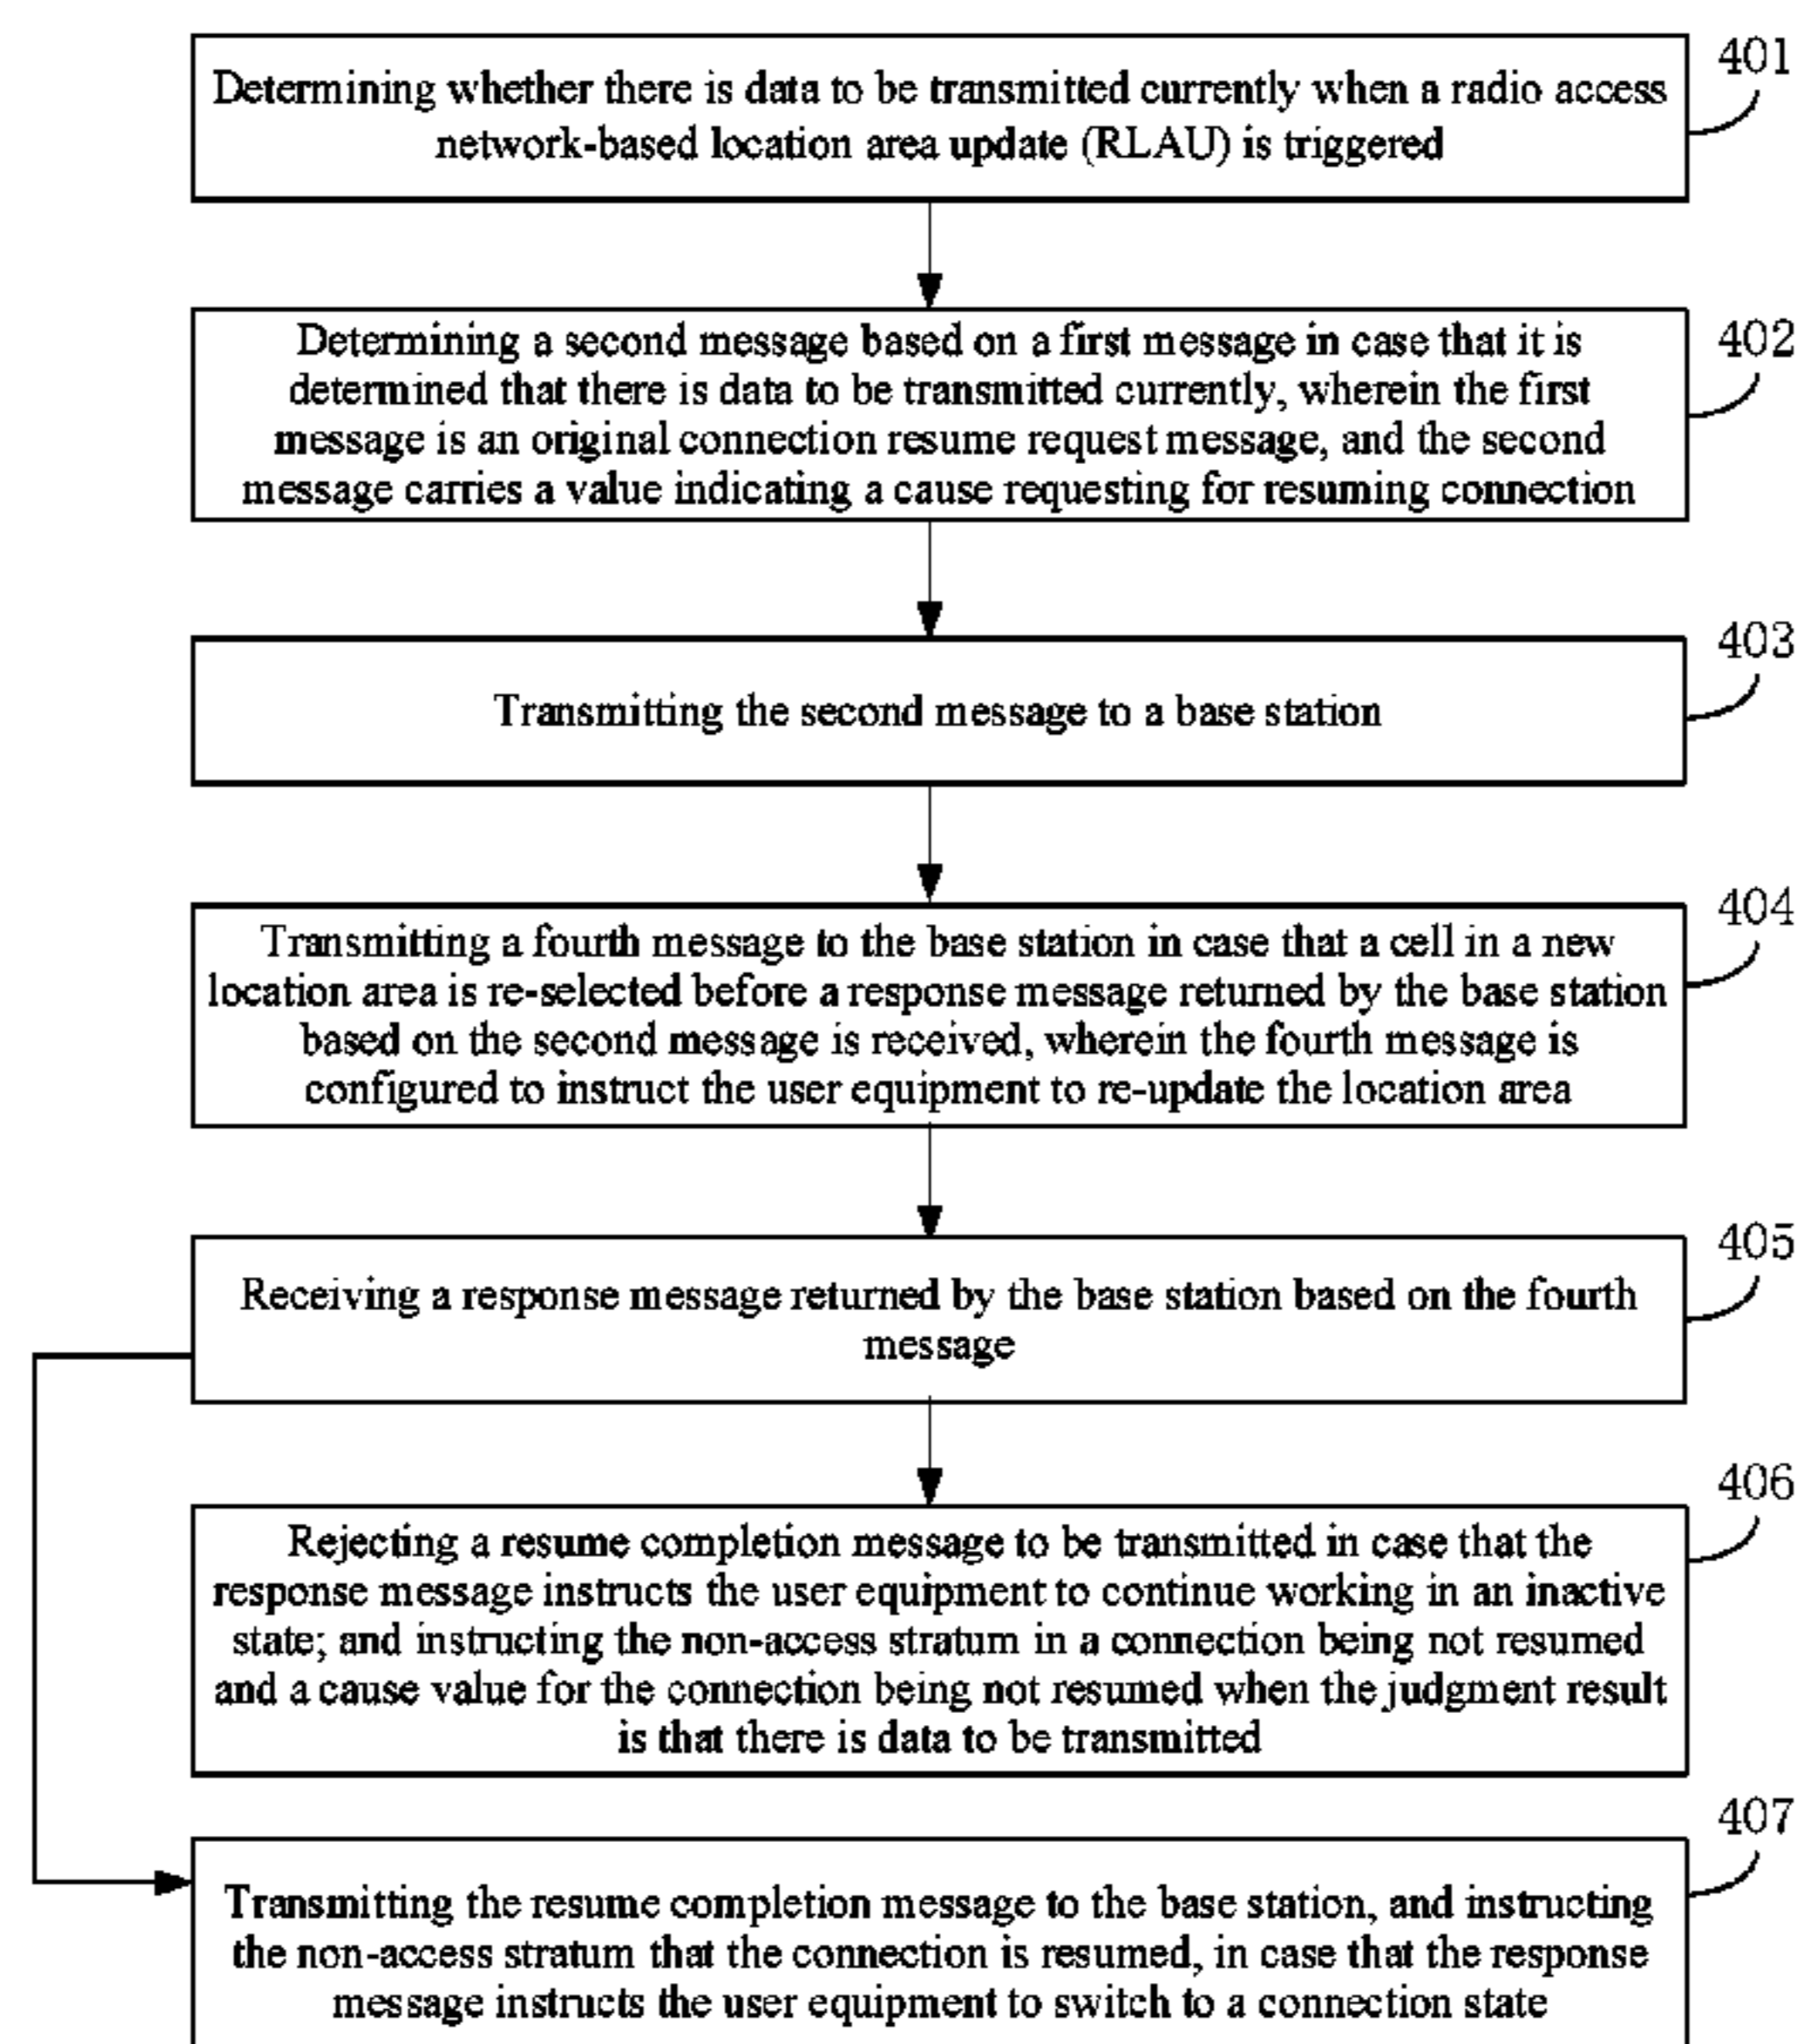 401
Determining whether there is data to be transmitted currently when a radio access
network-based location area update (RLAU) is triggered
402
Determining a second message based on a first message in case that it is
determined that there is data to be transmitted currently, wherein the first
message is an original connection resume request message, and the second
message carries a value indicating a cause requesting for resuming connection
403
Transmitting the second message to a base station
404
Transmitting a fourth message to the base station in case that a cell in a new
location area is re-selected before a response message returned by the base station
based on the second message is received, wherein the fourth message is
configured to instruct the user equipment to re-update the location area
405
Receiving a response message returned by the base station based on the fourth
message
406
Rejecting a resume completion message to be transmitted in case that the
response message instructs the user equipment to continue working in an inactive
state; and instructing the non-access stratum in a connection being not resumed
and a cause value for the connection being not resumed when the judgment result
is that there is data to be transmitted
407
Transmitting the resume completion message to the base station, and instructing
the non-access stratum that the connection is resumed, in case that the response
message instructs the user equipment to switch to a connection state